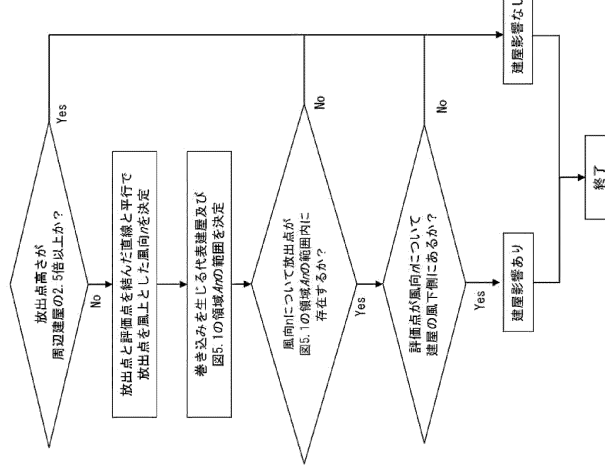 放出点高さが
周辺建屋の2.5倍以上か?
Yes
No
放出点と評価点を結んだ直線と平行で
放出点を風上とした風向nを決定
巻き込みを生じる代表建屋及び
図5.1の領域Anの範囲を決定
風向nについて放出点が
図5.1の領域Anの範囲内に
存在するか?
No
Yes
評価点が風向nについて
建屋の風下側にあるか?
No
Yes
建屋影響あり
建屋影響なし
終了